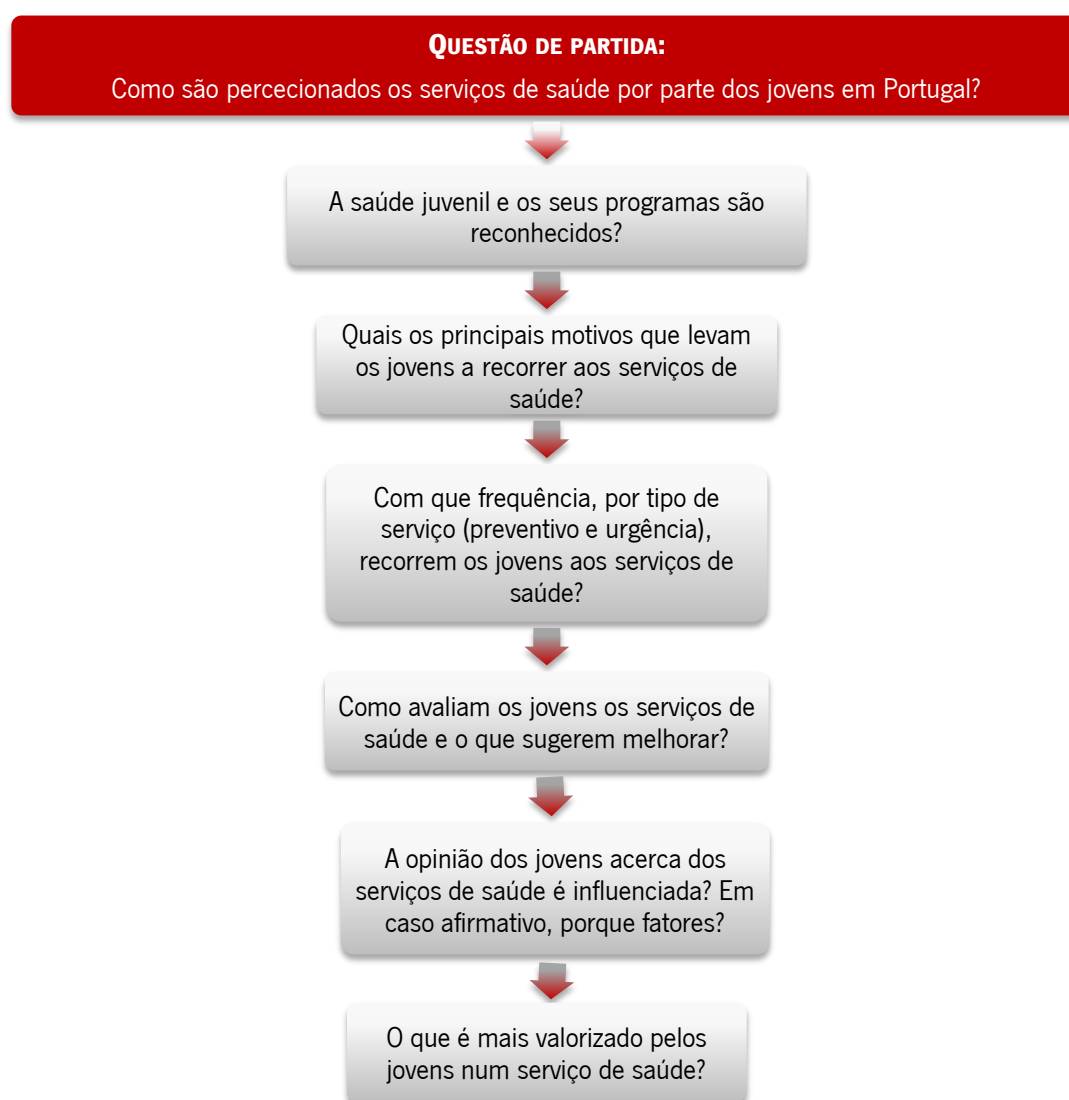 QUESTÃO DE PARTIDA:
Como são percecionados os serviços de saúde por parte dos jovens em Portugal?
A saúde juvenil e os seus programas são
reconhecidos?
Quais os principais motivos que levam
os jovens a recorrer aos serviços de
saúde?
Com que frequência, por tipo de
serviço (preventivo e urgência),
recorrem os jovens aos serviços de
saúde?
Como avaliam os jovens os serviços de
saúde e o que sugerem melhorar?
A opinião dos jovens acerca dos
serviços de saúde é influenciada? Em
caso afirmativo, porque fatores?
O que é mais valorizado pelos
jovens num serviço de saúde?